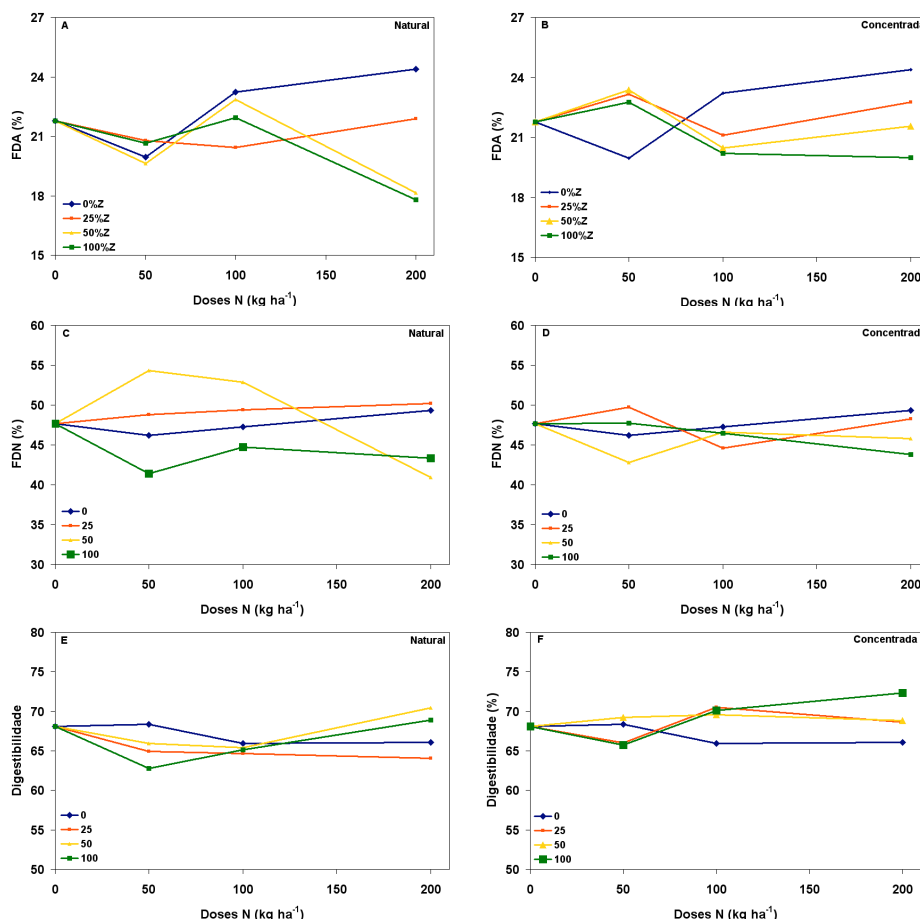 A Natural
27
24
21
18
15
FDA (%)
0%Z
25%Z
50%Z
100%Z
0 50 100 150 200
Doses N (kg ha⁻¹)
B Concentrada
27
24
21
18
15
FDA (%)
0%Z
25%Z
50%Z
100%Z
0 50 100 150 200
Doses N (kg ha⁻¹)
C Natural
60
55
50
45
40
35
30
FDN (%)
0
25
50
100
0 50 100 150 200
Doses N (kg ha⁻¹)
D Concentrada
60
55
50
45
40
35
30
FDN (%)
0
25
50
100
0 50 100 150 200
Doses N (kg ha⁻¹)
E Natural
80
75
70
65
60
55
50
Digestibilidade
0
25
50
100
0 50 100 150 200
Doses N (kg ha⁻¹)
F Concentrada
80
75
70
65
60
55
50
Digestibilidade (%)
0
25
50
100
0 50 100 150 200
Doses N (kg ha⁻¹)